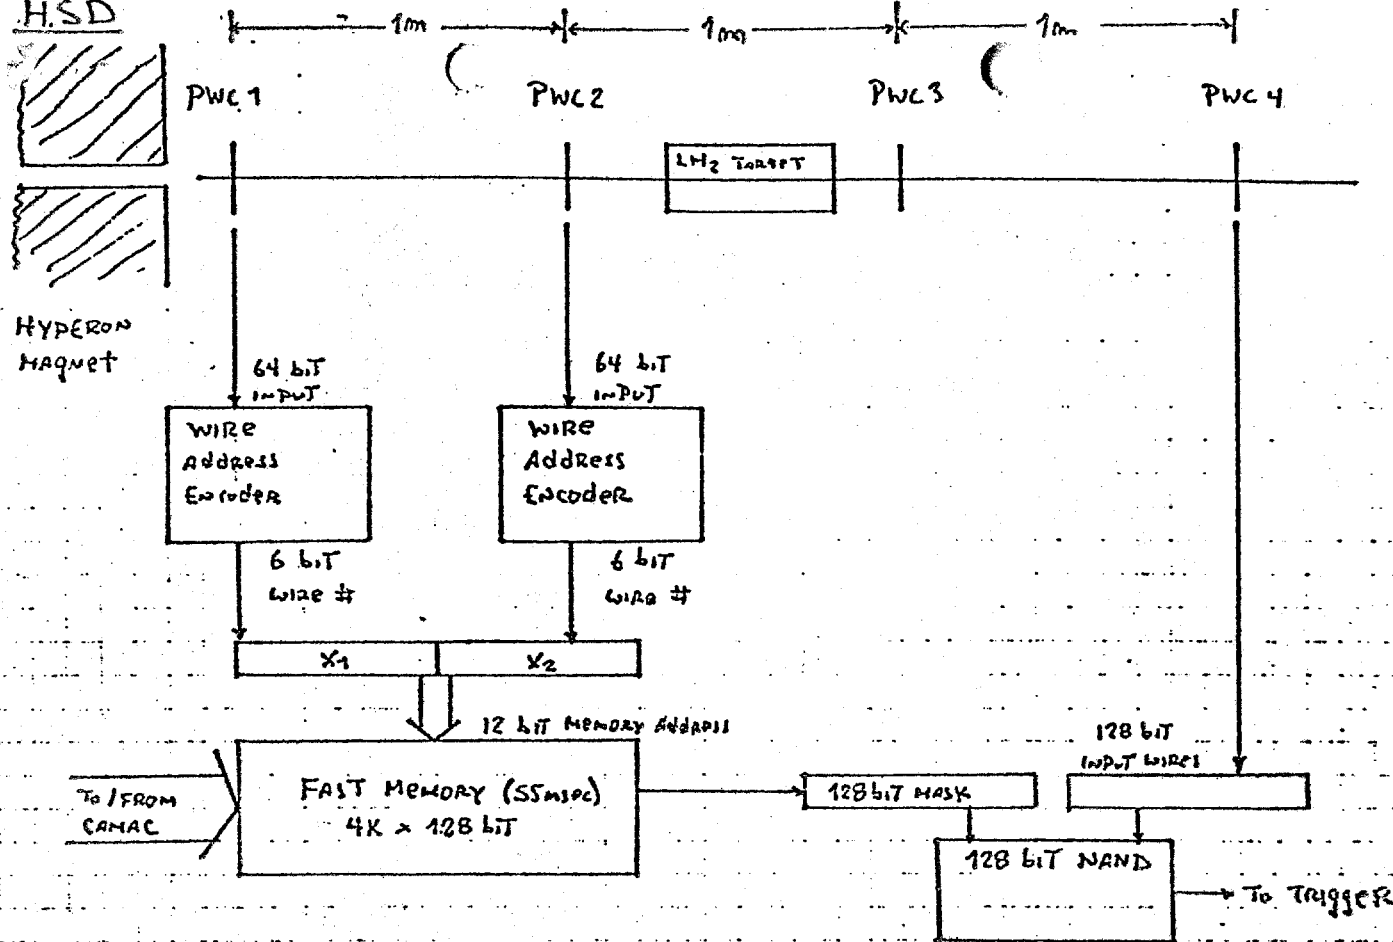 H.S.D
1m 1m 1m
PWC 1 PWC 2 PWC 3 PWC 4
LH2 TARGET
HYPERON
MAGNET
64 bIT
INPUT
64 bIT
INPUT
WIRE
AddRESS
ENCODER
WIRE
AddRESS
ENCODER
6 bIT
WIRE #
6 bIT
WIRE #
X1 X2
12 bIT MEMORY AddRESS
128 bIT
INPUT WIRES
TO/FROM
CAMAC
FAST MEMORY (55nsec)
4K x 128 bIT
128 bIT MASK
128 bIT NAND
TO TRIGGER